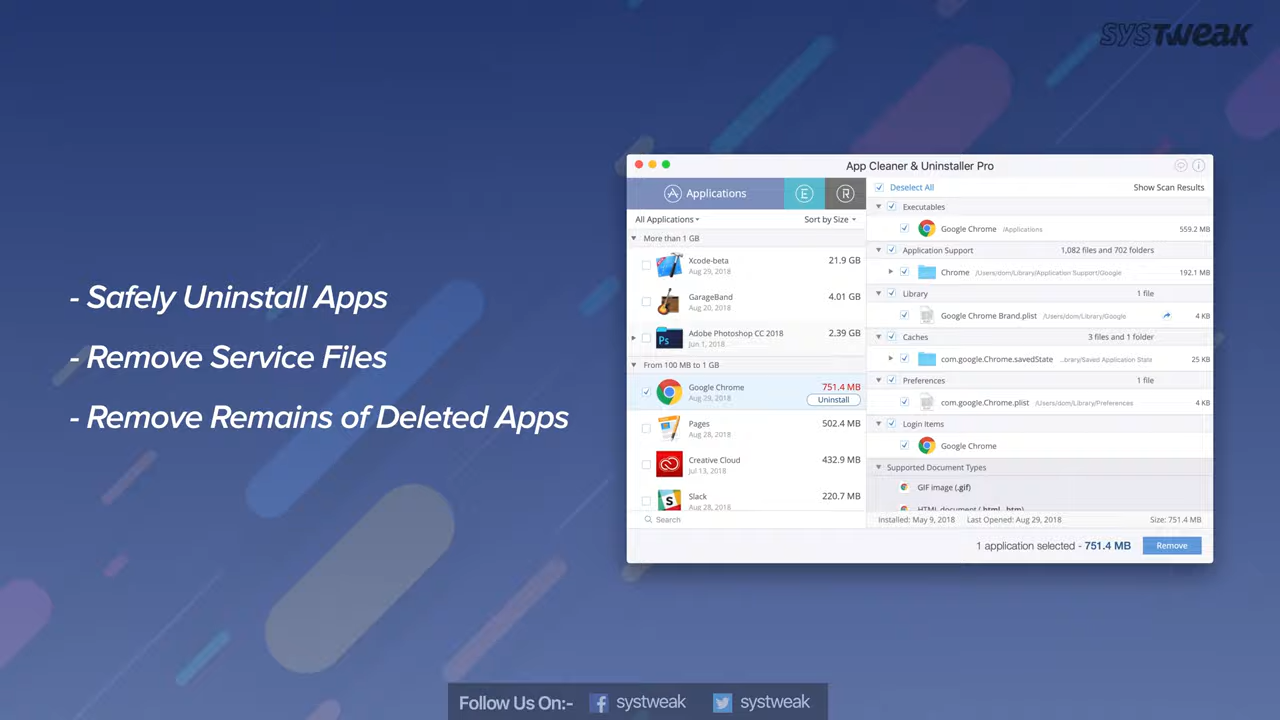 SYSTWEAK
- Safely Uninstall Apps
- Remove Service Files
- Remove Remains of Deleted Apps
App Cleaner & Uninstaller Pro
Applications
E
R
All Applications
Sort by Size
More than 1 GB
Xcode-beta 21.9 GB
Aug 29, 2018
GarageBand 4.01 GB
Aug 20, 2018
Adobe Photoshop CC 2018 2.39 GB
Jun 1, 2018
From 100 MB to 1 GB
Google Chrome 751.4 MB
Aug 29, 2018 Uninstall
Pages 502.4 MB
Aug 28, 2018
Creative Cloud 432.9 MB
Jul 13, 2018
Slack 220.7 MB
Aug 28, 2018
Search
Deselect All Show Scan Results
Executables
Google Chrome /Applications 559.2 MB
Application Support 1,082 files and 702 folders
Chrome /Users/dom/Library/Application Support/Google 192.1 MB
Library 1 file
Google Chrome Brand.plist /Users/dom/Library/Google 4 KB
Caches 3 files and 1 folder
com.google.Chrome.savedState ...ibrary/Saved Application State 25 KB
Preferences 1 file
com.google.Chrome.plist /Users/dom/Library/Preferences 4 KB
Login Items
Google Chrome
Supported Document Types
GIF image (.gif)
HTML document (.html, .htm)
Installed: May 9, 2018 Last Opened: Aug 29, 2018 Size: 751.4 MB
1 application selected - 751.4 MB Remove
Follow Us On:- systweak systweak